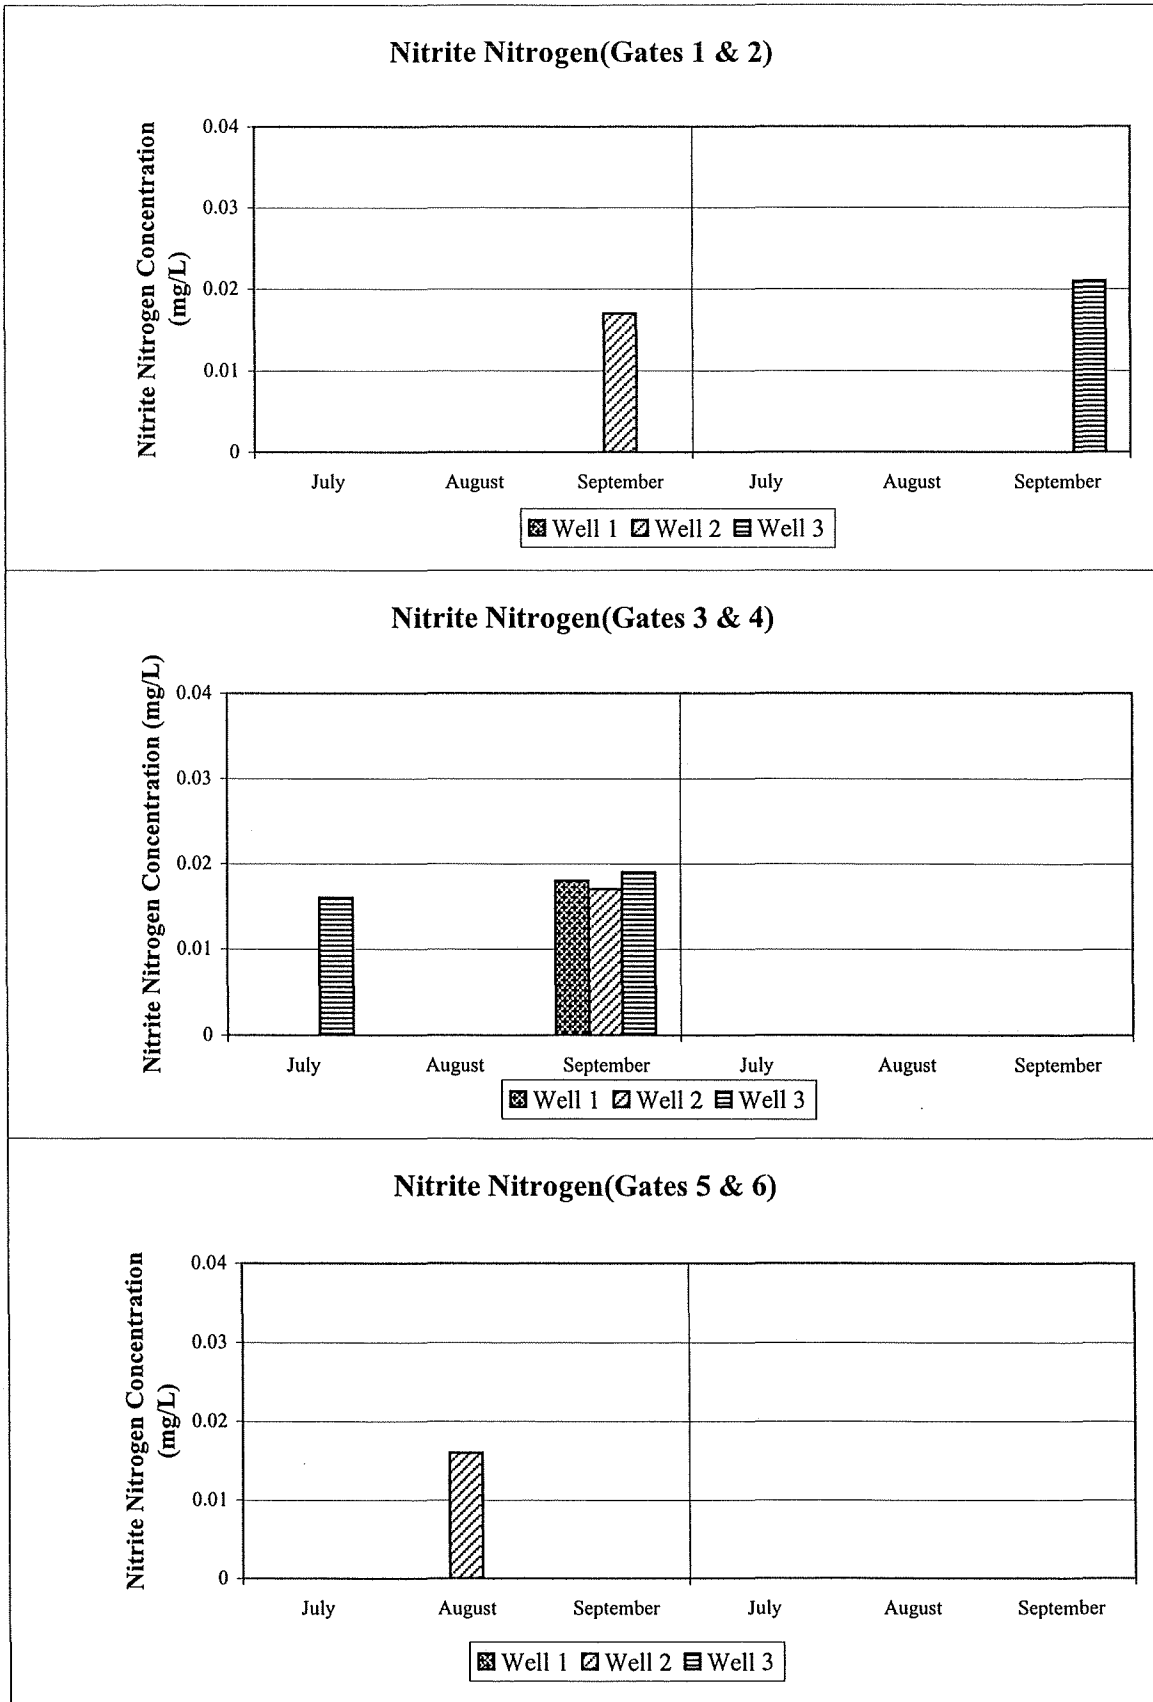 Nitrite Nitrogen(Gates 1 & 2)
Nitrite Nitrogen Concentration
(mg/L)
0.04
0.03
0.02
0.01
0
July August September July August September
Well 1 Well 2 Well 3
Nitrite Nitrogen(Gates 3 & 4)
Nitrite Nitrogen Concentration (mg/L)
0.04
0.03
0.02
0.01
0
July August September July August September
Well 1 Well 2 Well 3
Nitrite Nitrogen(Gates 5 & 6)
Nitrite Nitrogen Concentration
(mg/L)
0.04
0.03
0.02
0.01
0
July August September July August September
Well 1 Well 2 Well 3